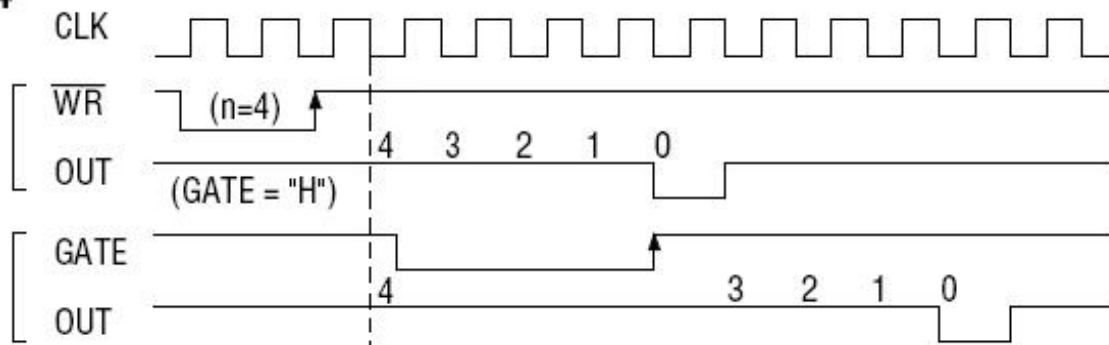 CLK
WR (n=4)
4 3 2 1 0
OUT
(GATE = "H")
GATE
4 3 2 1 0
OUT